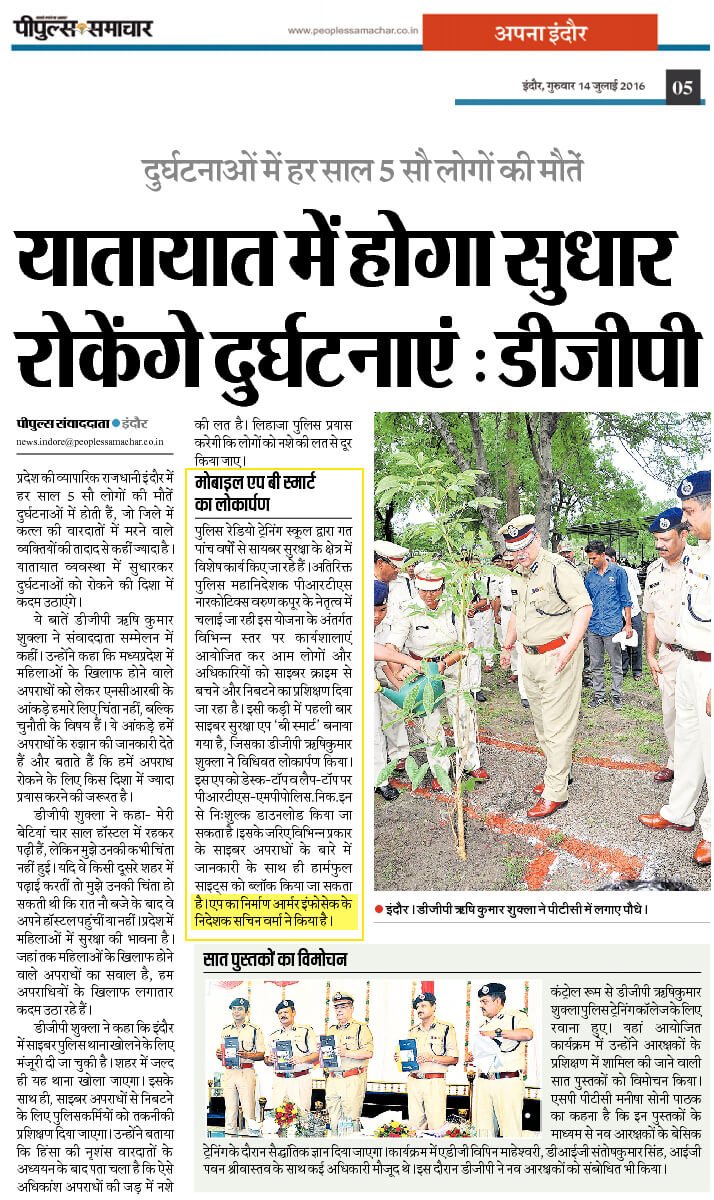 पीपुल्स समाचार
www.peoplessamachar.co.in
अपना इंदौर
इंदौर, गुरुवार 14 जुलाई 2016
05
दुर्घटनाओं में हर साल 5 सौ लोगों की मौतें
यातायात में होगा सुधार
रोकेंगे दुर्घटनाएं : डीजीपी
पीपुल्स संवाददाता ● इंदौर
news.indore@peoplessamachar.co.in
प्रदेश की व्यापारिक राजधानी इंदौर में
हर साल 5 सौ लोगों की मौतें
दुर्घटनाओं में होती हैं, जो जिले में
कत्ल की वारदातों में मरने वाले
व्यक्तियों की तादाद से कहीं ज्यादा है।
यातायात व्यवस्था में सुधारकर
दुर्घटनाओं को रोकने की दिशा में
कदम उठाएंगे।
ये बातें डीजीपी ऋषि कुमार
शुक्ला ने संवाददाता सम्मेलन में
कहीं। उन्होंने कहा कि मध्यप्रदेश में
महिलाओं के खिलाफ होने वाले
अपराधों को लेकर एनसीआरबी के
आंकड़े हमारे लिए चिंता नहीं, बल्कि
चुनौती के विषय हैं। ये आंकड़े हमें
अपराधों के रुझान की जानकारी देते
हैं और बताते हैं कि हमें अपराध
रोकने के लिए किस दिशा में ज्यादा
प्रयास करने की जरूरत है।
डीजीपी शुक्ला ने कहा- मेरी
बेटियां चार साल हॉस्टल में रहकर
पढ़ी हैं, लेकिन मुझे उनकी कभी चिंता
नहीं हुई। यदि वे किसी दूसरे शहर में
पढ़ाई करतीं तो मुझे उनकी चिंता हो
सकती थी कि रात नौ बजे के बाद वे
अपने हॉस्टल पहुंचीं या नहीं। प्रदेश में
महिलाओं में सुरक्षा की भावना है।
जहां तक महिलाओं के खिलाफ होने
वाले अपराधों का सवाल है, हम
अपराधियों के खिलाफ लगातार
कदम उठा रहे हैं।
डीजीपी शुक्ला ने कहा कि इंदौर
में साइबर पुलिस थाना खोलने के लिए
मंजूरी दी जा चुकी है। शहर में जल्द
ही यह थाना खोला जाएगा। इसके
साथ ही, साइबर अपराधों से निबटने
के लिए पुलिसकर्मियों को तकनीकी
प्रशिक्षण दिया जाएगा। उन्होंने बताया
कि हिंसा की नृशंस वारदातों के
अध्ययन के बाद पता चला है कि ऐसे
अधिकांश अपराधों की जड़ में नशे
की लत है। लिहाजा पुलिस प्रयास
करेगी कि लोगों को नशे की लत से दूर
किया जाए।
मोबाइल एप बी स्मार्ट
का लोकार्पण
पुलिस रेडियो ट्रेनिंग स्कूल द्वारा गत
पांच वर्षों से सायबर सुरक्षा के क्षेत्र में
विशेष कार्य किए जा रहे हैं। अतिरिक्त
पुलिस महानिदेशक पीआरटीएस
नारकोटिक्स वरुण कपूर के नेतृत्व में
चलाई जा रही इस योजना के अंतर्गत
विभिन्न स्तर पर कार्यशालाएं
आयोजित कर आम लोगों और
अधिकारियों को साइबर क्राइम से
बचने और निबटने का प्रशिक्षण दिया
जा रहा है। इसी कड़ी में पहली बार
साइबर सुरक्षा एप 'बी स्मार्ट' बनाया
गया है, जिसका डीजीपी ऋषिकुमार
शुक्ला ने विधिवत लोकार्पण किया।
इस एप को डेस्क-टॉप व लैप-टॉप पर
पीआरटीएस-एमपीपोलिस.निक.इन
से निःशुल्क डाउनलोड किया जा
सकता है। इसके जरिए विभिन्न प्रकार
के साइबर अपराधों के बारे में
जानकारी के साथ ही हार्मफुल
साइट्स को ब्लॉक किया जा सकता
है। एप का निर्माण आर्मर इंफोसेक के
निदेशक सचिन वर्मा ने किया है।
● इंदौर। डीजीपी ऋषि कुमार शुक्ला ने पीटीसी में लगाए पौधे।
सात पुस्तकों का विमोचन
कंट्रोल रूम से डीजीपी ऋषिकुमार
शुक्ला पुलिस ट्रेनिंग कॉलेज के लिए
रवाना हुए। यहां आयोजित
कार्यक्रम में उन्होंने आरक्षकों के
प्रशिक्षण में शामिल की जाने वाली
सात पुस्तकों को विमोचन किया।
एसपी पीटीसी मनीषा सोनी पाठक
का कहना है कि इन पुस्तकों के
माध्यम से नव आरक्षकों के बेसिक
ट्रेनिंग के दौरान सैद्धांतिक ज्ञान दिया जाएगा। कार्यक्रम में एडीजी विपिन माहेश्वरी, डीआईजी संतोषकुमार सिंह, आईजी
पवन श्रीवास्तव के साथ कई अधिकारी मौजूद थे। इस दौरान डीजीपी ने नव आरक्षकों को संबोधित भी किया।